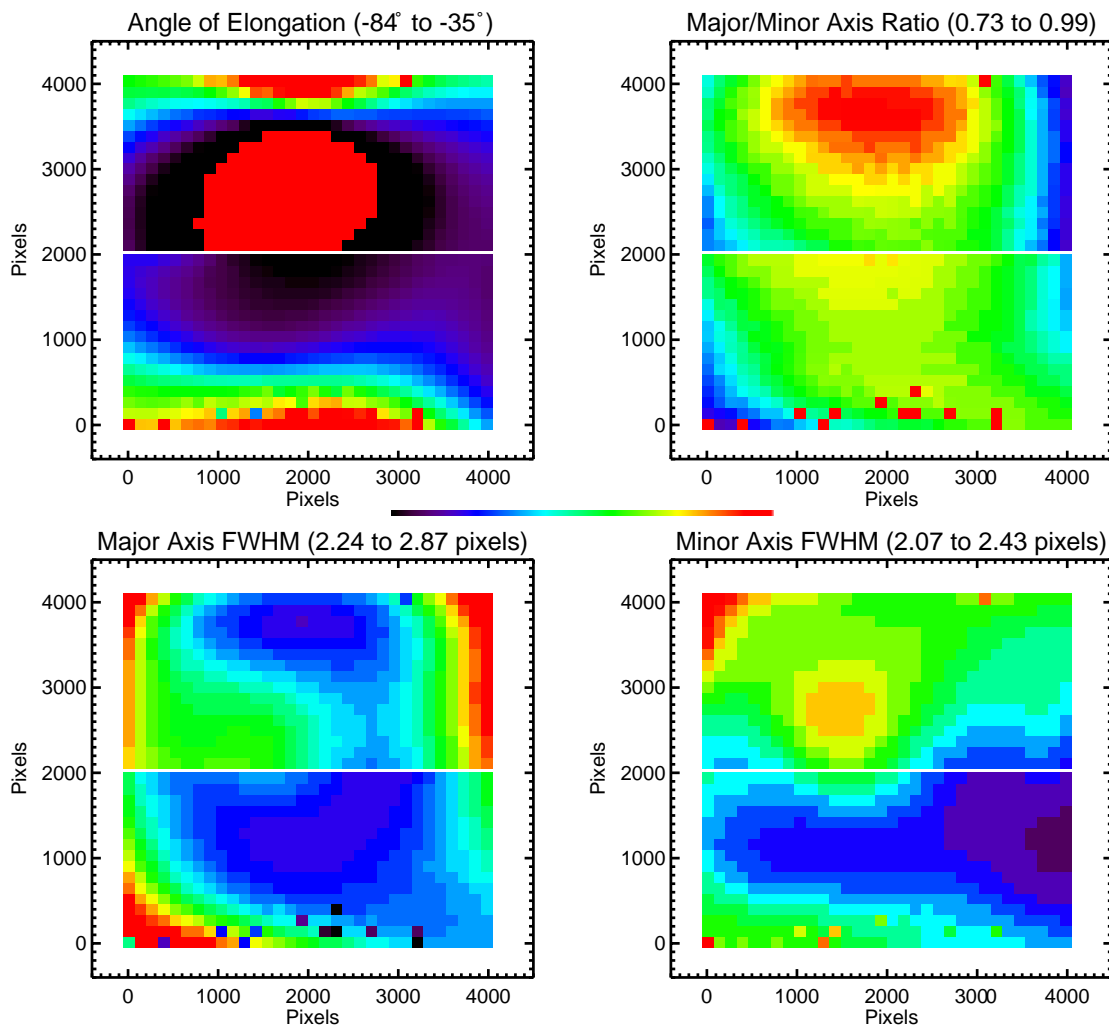 Angle of Elongation (-84° to -35°)
Major/Minor Axis Ratio (0.73 to 0.99)
4000
3000
2000
1000
0
Pixels
0 1000 2000 3000 4000
Pixels
4000
3000
2000
1000
0
Pixels
0 1000 2000 3000 4000
Pixels
Major Axis FWHM (2.24 to 2.87 pixels)
Minor Axis FWHM (2.07 to 2.43 pixels)
4000
3000
2000
1000
0
Pixels
0 1000 2000 3000 4000
Pixels
4000
3000
2000
1000
0
Pixels
0 1000 2000 3000 4000
Pixels